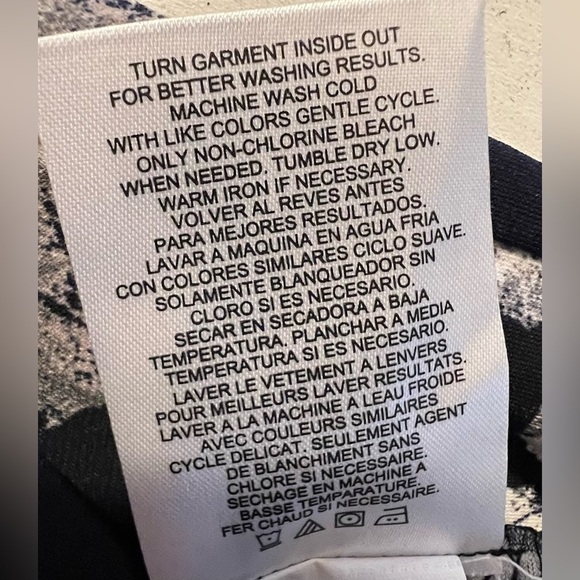 TURN GARMENT INSIDE OUT
FOR BETTER WASHING RESULTS.
MACHINE WASH COLD
WITH LIKE COLORS GENTLE CYCLE.
ONLY NON-CHLORINE BLEACH
WHEN NEEDED. TUMBLE DRY LOW.
WARM IRON IF NECESSARY.
VOLVER AL REVES ANTES
PARA MEJORES RESULTADOS.
LAVAR A MAQUINA EN AGUA FRIA
CON COLORES SIMILARES CICLO SUAVE.
SOLAMENTE BLANQUEADOR SIN
CLORO SI ES NECESARIO.
SECAR EN SECADORA A BAJA
TEMPERATURA. PLANCHAR A MEDIA
TEMPERATURA SI ES NECESARIO.
LAVER LE VETEMENT A LENVERS
POUR MEILLEURS LAVER RESULTATS.
LAVER A LA MACHINE A LEAU FROIDE
AVEC COULEURS SIMILAIRES
CYCLE DELICAT. SEULEMENT AGENT
DE BLANCHIMENT SANS
CHLORE SI NECESSAIRE.
SECHAGE EN MACHINE A
BASSE TEMPARATURE.
FER CHAUD SI NECESSAIRE.